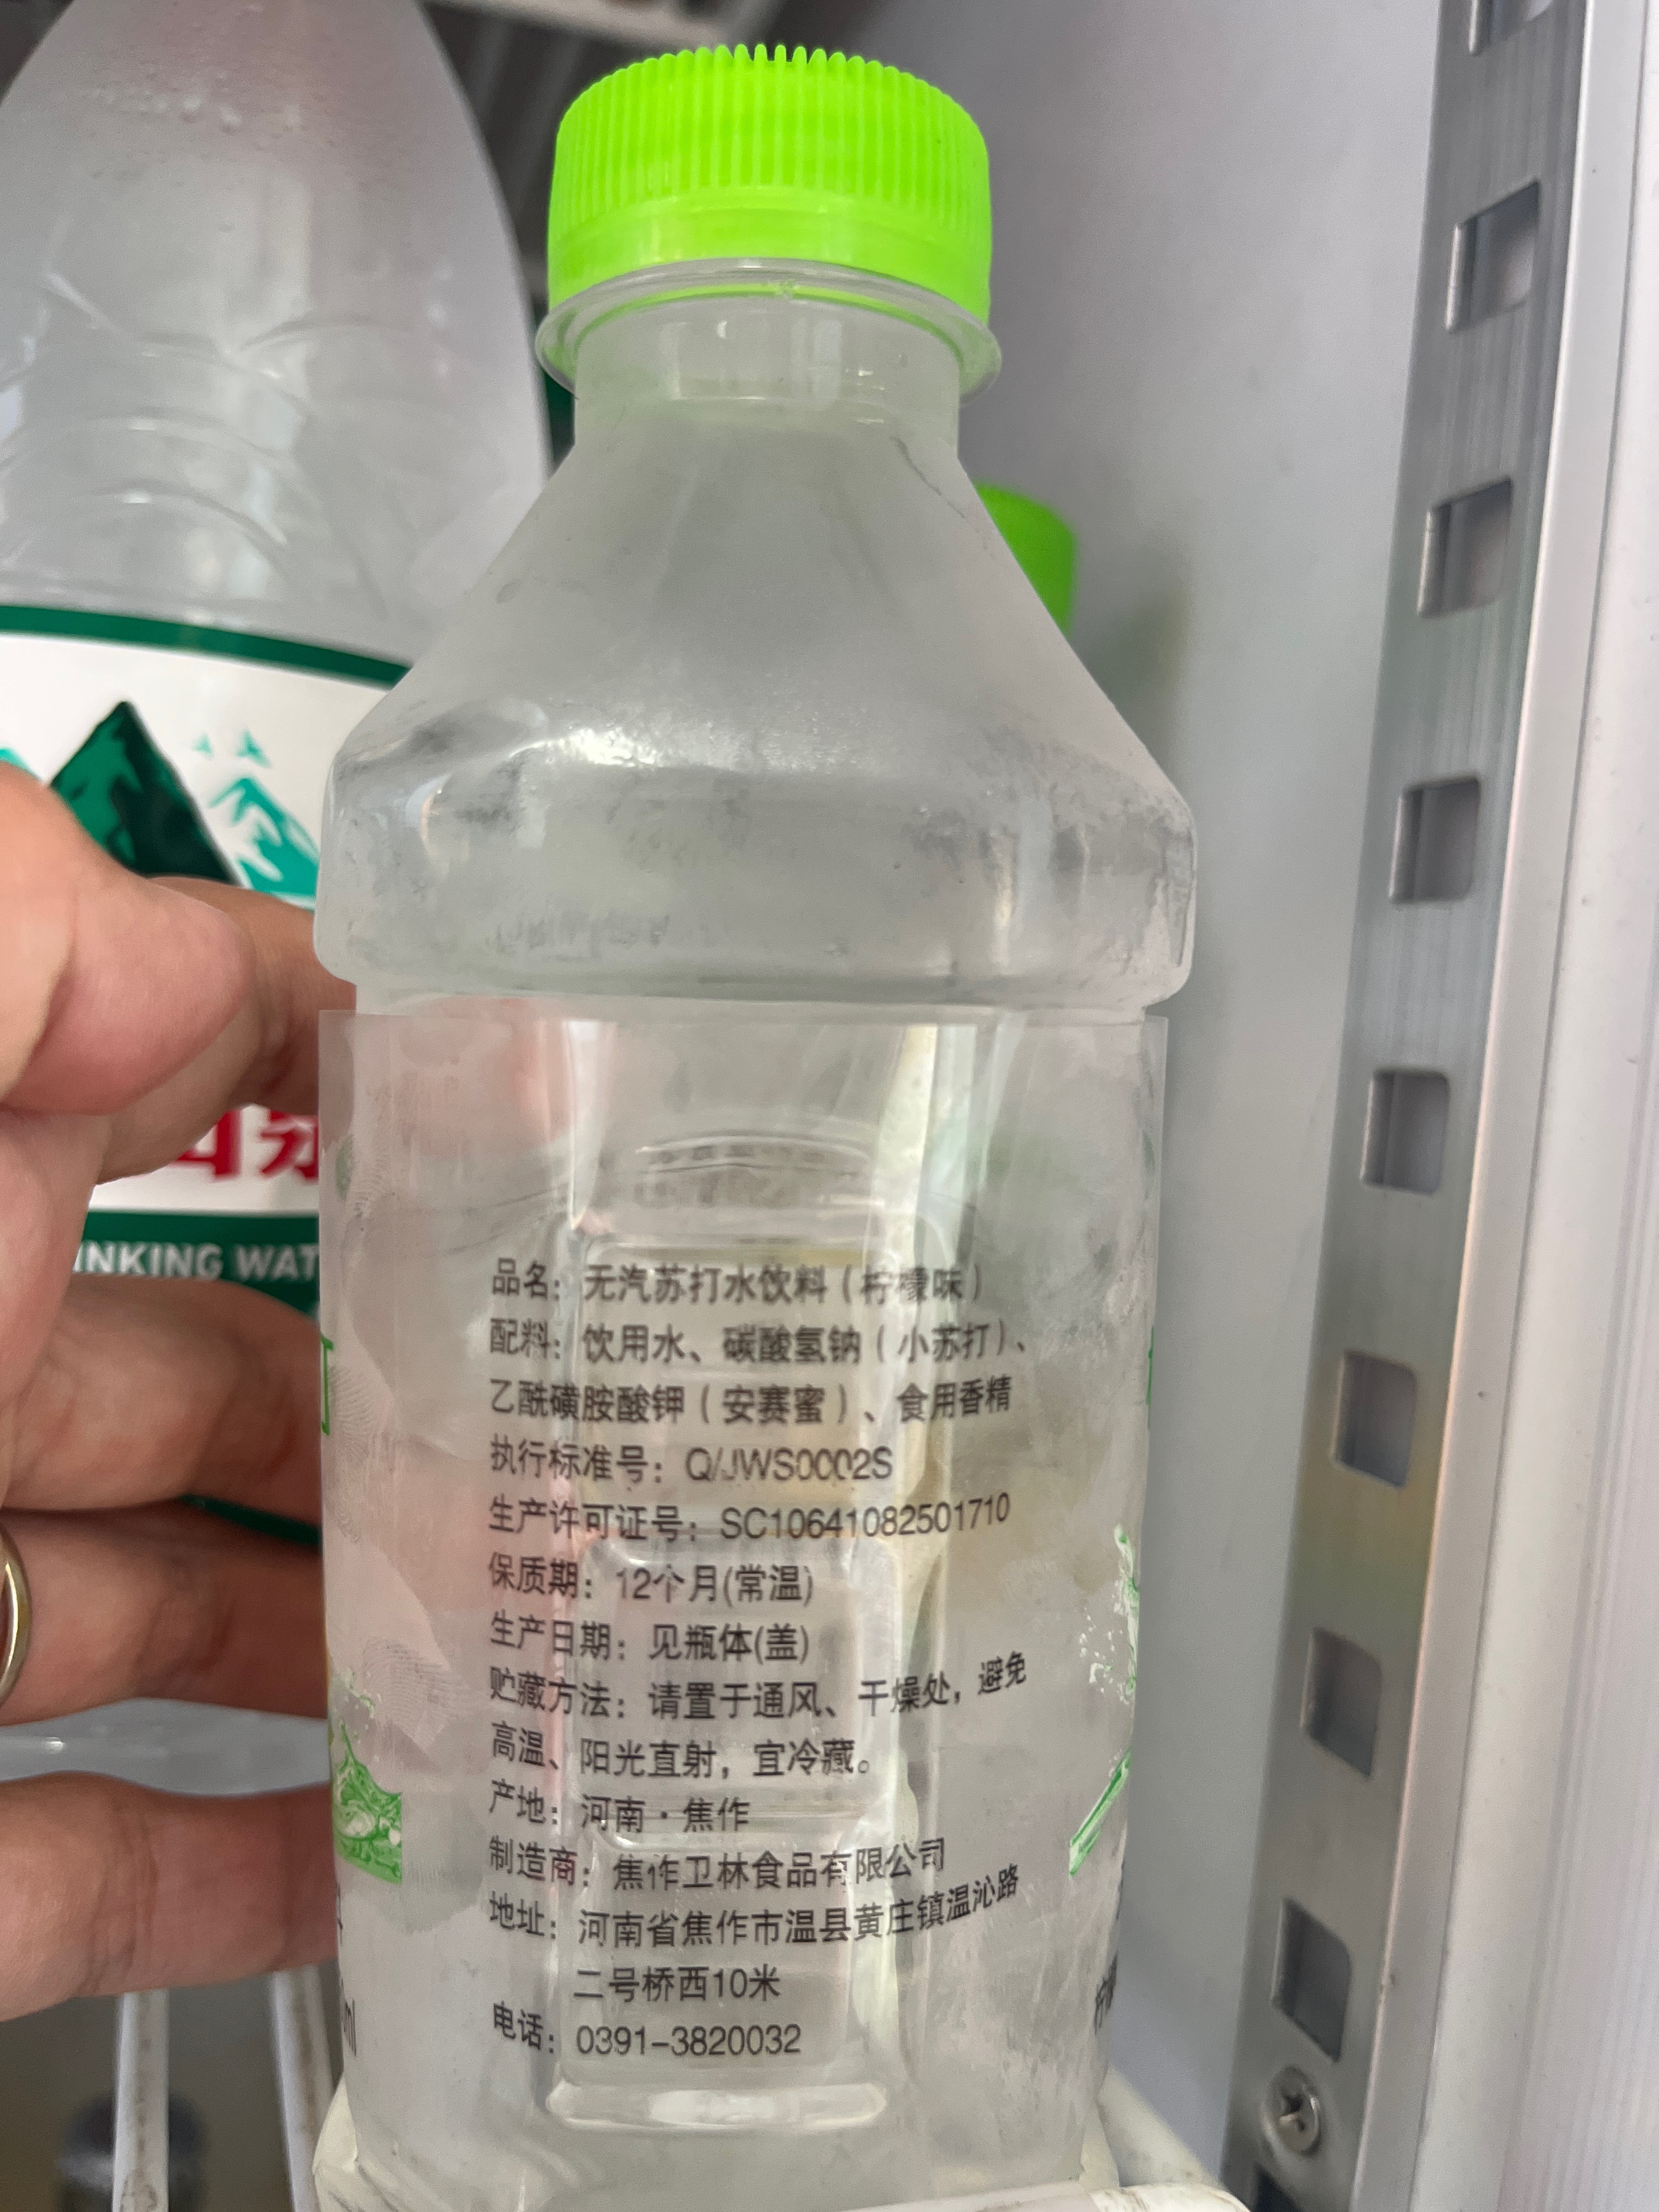 品名：无汽苏打水饮料（柠檬味）
配料：饮用水、碳酸氢钠（小苏打）、
乙酰磺胺酸钾（安赛蜜）、食用香精
执行标准号：Q/JWS0002S
生产许可证号：SC10641082501710
保质期：12个月(常温)
生产日期：见瓶体(盖)
贮藏方法：请置于通风、干燥处，避免
高温、阳光直射，宜冷藏。
产地：河南·焦作
制造商：焦作卫林食品有限公司
地址：河南省焦作市温县黄庄镇温沁路
二号桥西10米
电话：0391-3820032
INKING WAT
ml